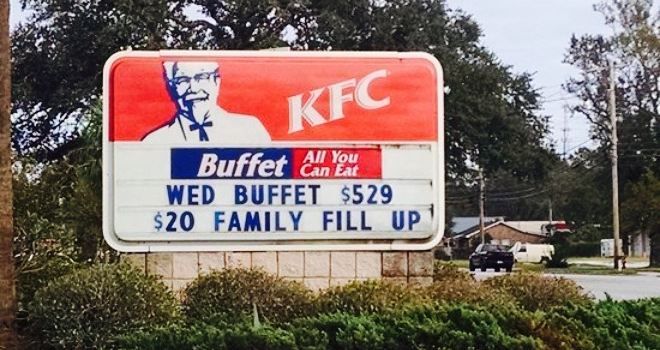 KFC
Buffet All You Can Eat
WED BUFFET $529
$20 FAMILY FILL UP